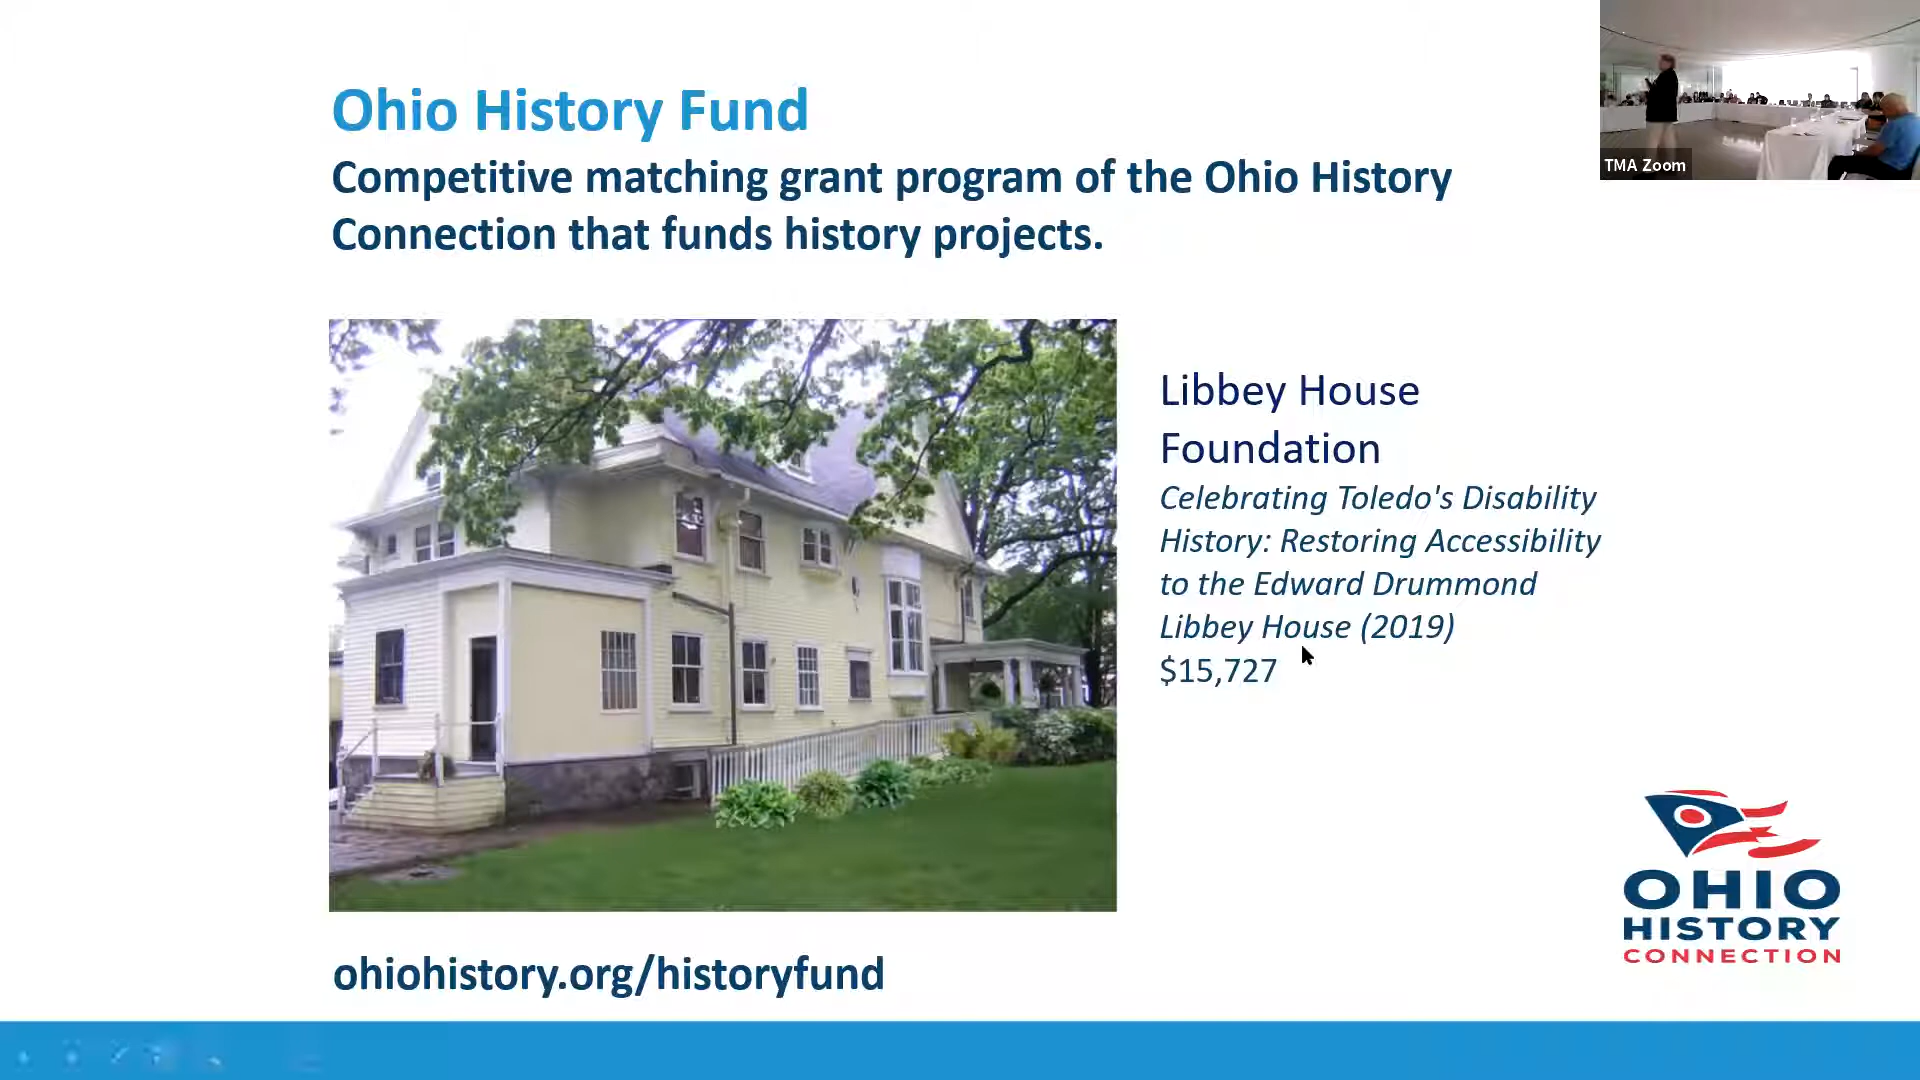 Ohio History Fund
Competitive matching grant program of the Ohio History
Connection that funds history projects.
TMA Zoom
Libbey House
Foundation
Celebrating Toledo's Disability
History: Restoring Accessibility
to the Edward Drummond
Libbey House (2019)
$15,727
OHIO
HISTORY
CONNECTION
ohiohistory.org/historyfund